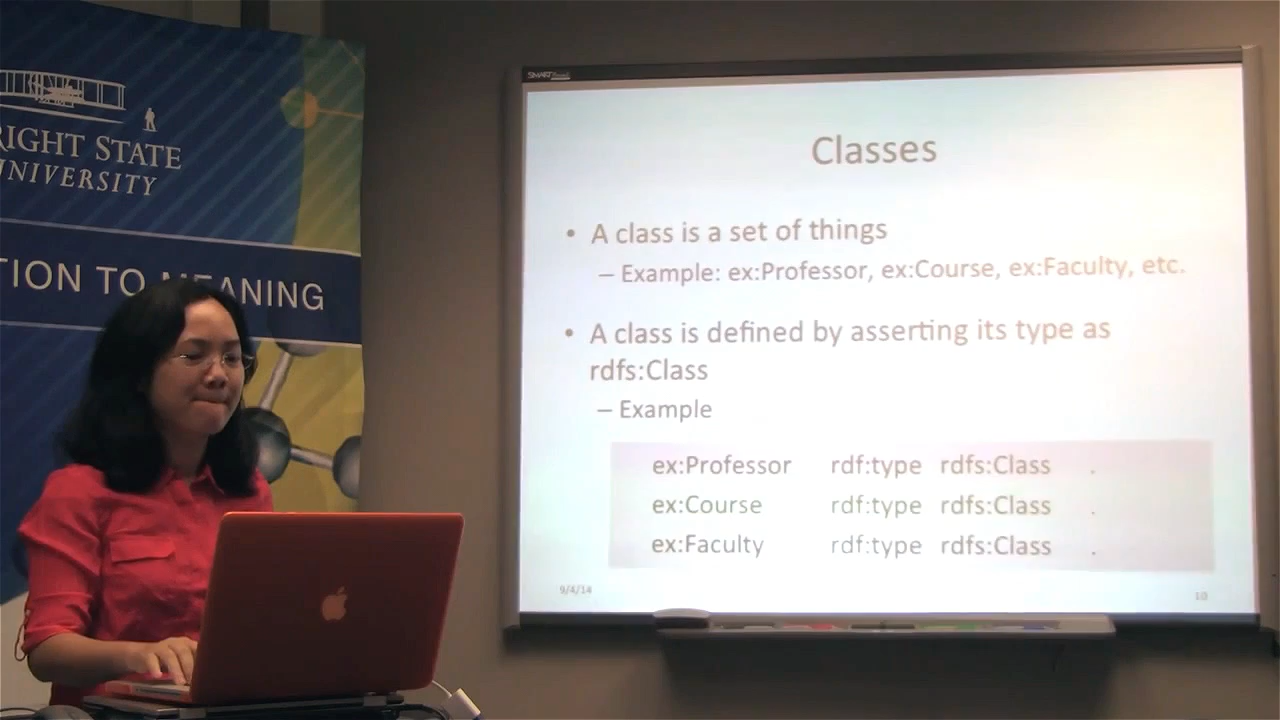 RIGHT STATE
UNIVERSITY
TION TO MEANING
SMART
Classes
• A class is a set of things
– Example: ex:Professor, ex:Course, ex:Faculty, etc.
• A class is defined by asserting its type as
rdfs:Class
– Example
ex:Professor rdf:type rdfs:Class .
ex:Course rdf:type rdfs:Class .
ex:Faculty rdf:type rdfs:Class .
9/4/14
10